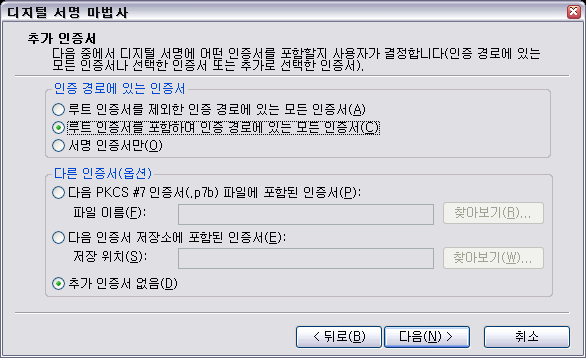 디지털 서명 마법사
추가 인증서
다음 중에서 디지털 서명에 어떤 인증서를 포함할지 사용자가 결정합니다(인증 경로에 있는
모든 인증서나 선택한 인증서 또는 추가로 선택한 인증서).
인증 경로에 있는 인증서
루트 인증서를 제외한 인증 경로에 있는 모든 인증서(A)
루트 인증서를 포함하여 인증 경로에 있는 모든 인증서(C)
서명 인증서만(O)
다른 인증서(옵션)
다음 PKCS #7 인증서(.p7b) 파일에 포함된 인증서(P):
파일 이름(F): 찾아보기(R)...
다음 인증서 저장소에 포함된 인증서(E):
저장 위치(S): 찾아보기(W)...
추가 인증서 없음(D)
< 뒤로(B) 다음(N) > 취소